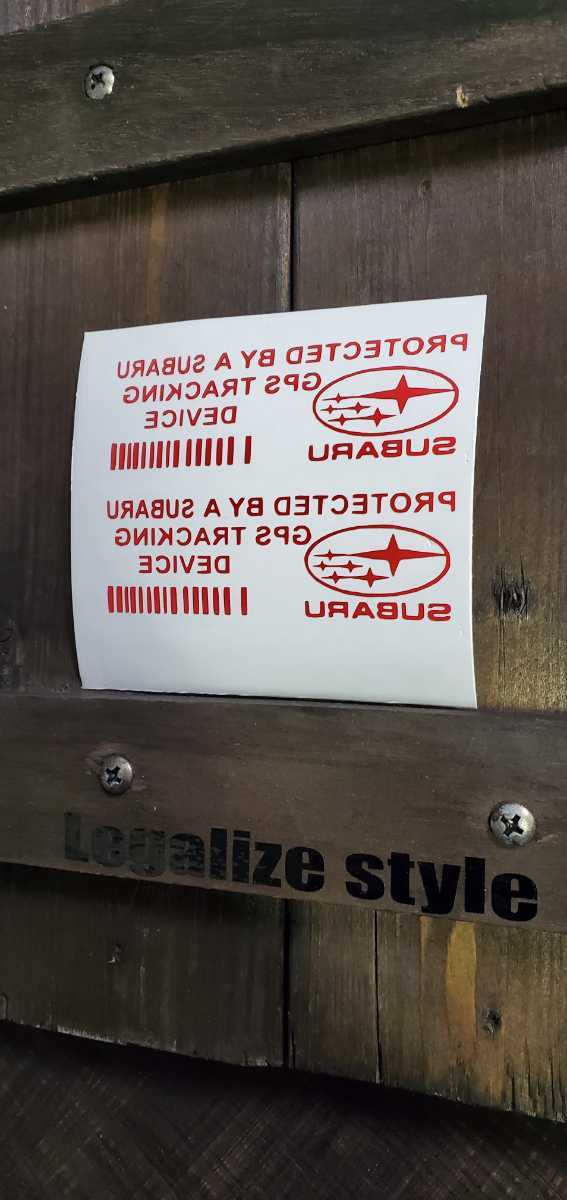 PROTECTED BY A SUBARU
GPS TRACKING
DEVICE
SUBARU
PROTECTED BY A SUBARU
GPS TRACKING
DEVICE
SUBARU
Legalize style